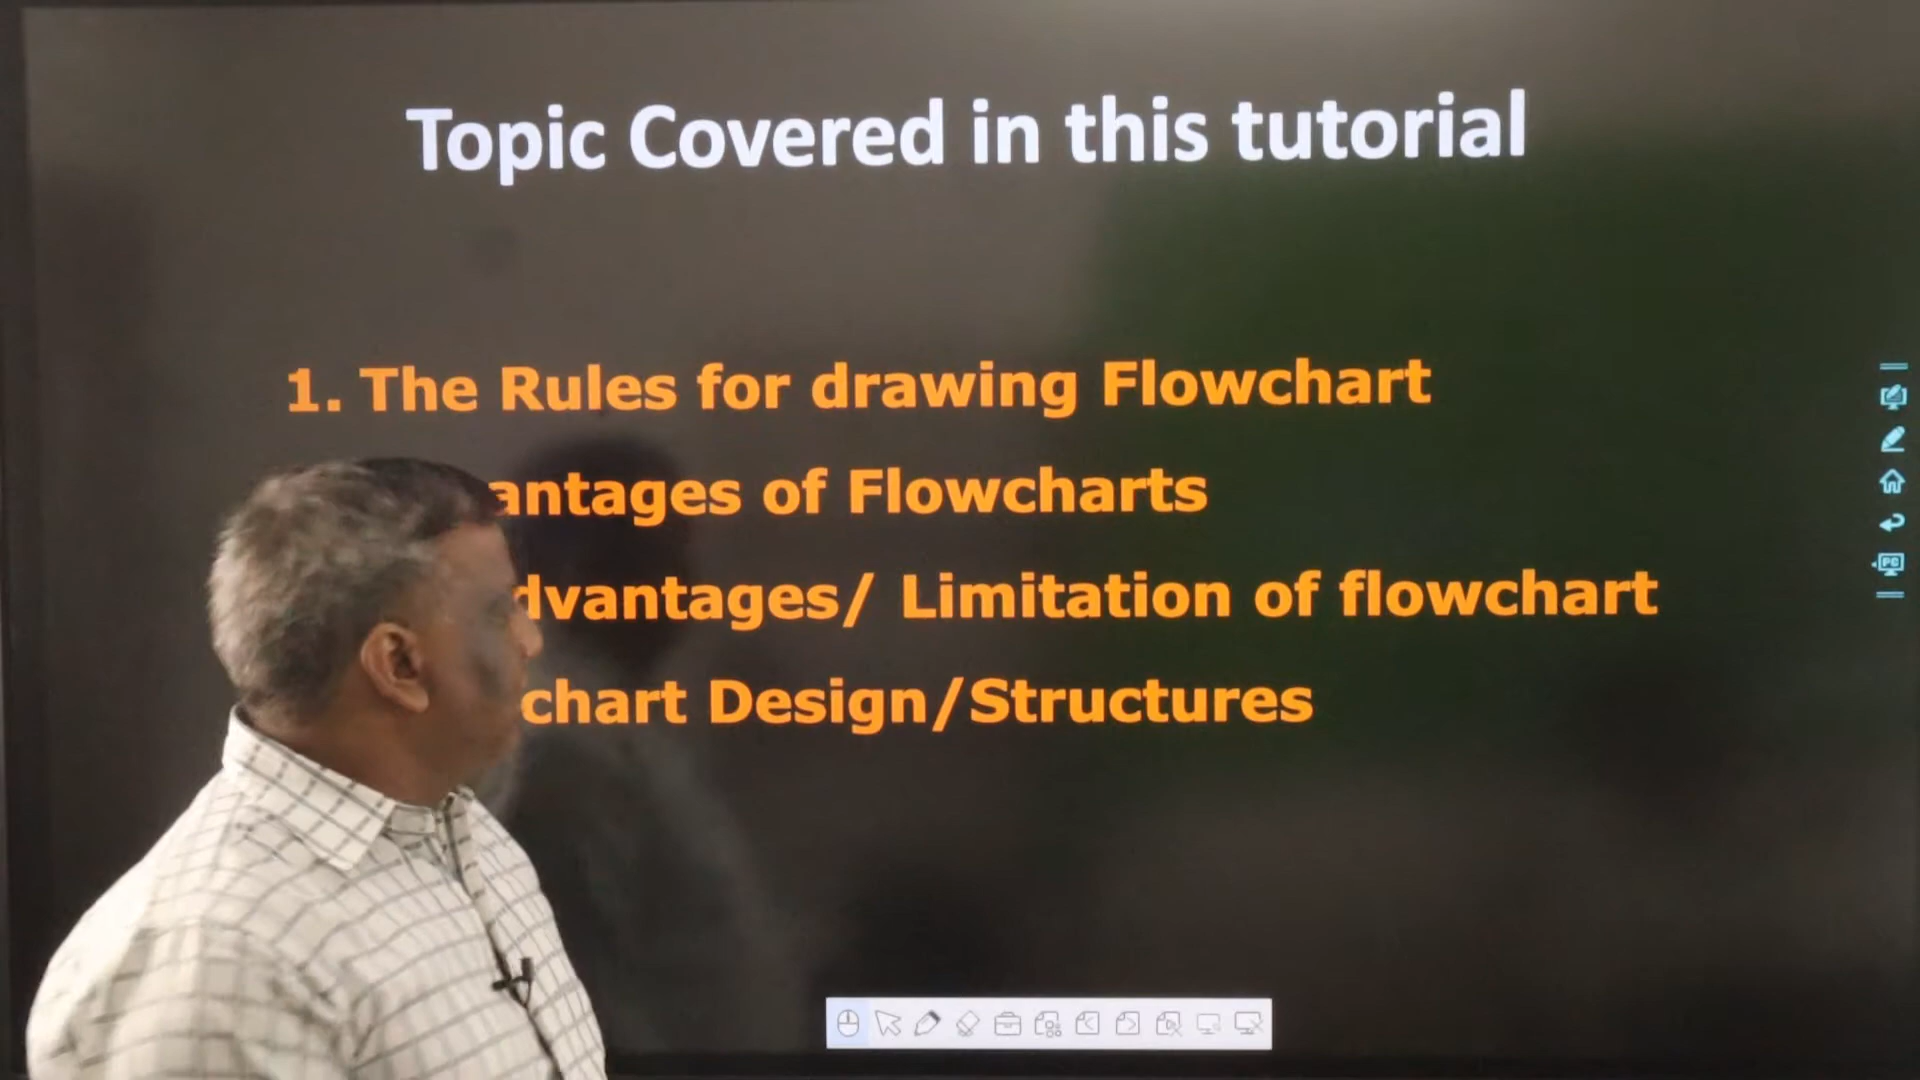 Topic Covered in this tutorial
1. The Rules for drawing Flowchart
antages of Flowcharts
dvantages/ Limitation of flowchart
chart Design/Structures
PC